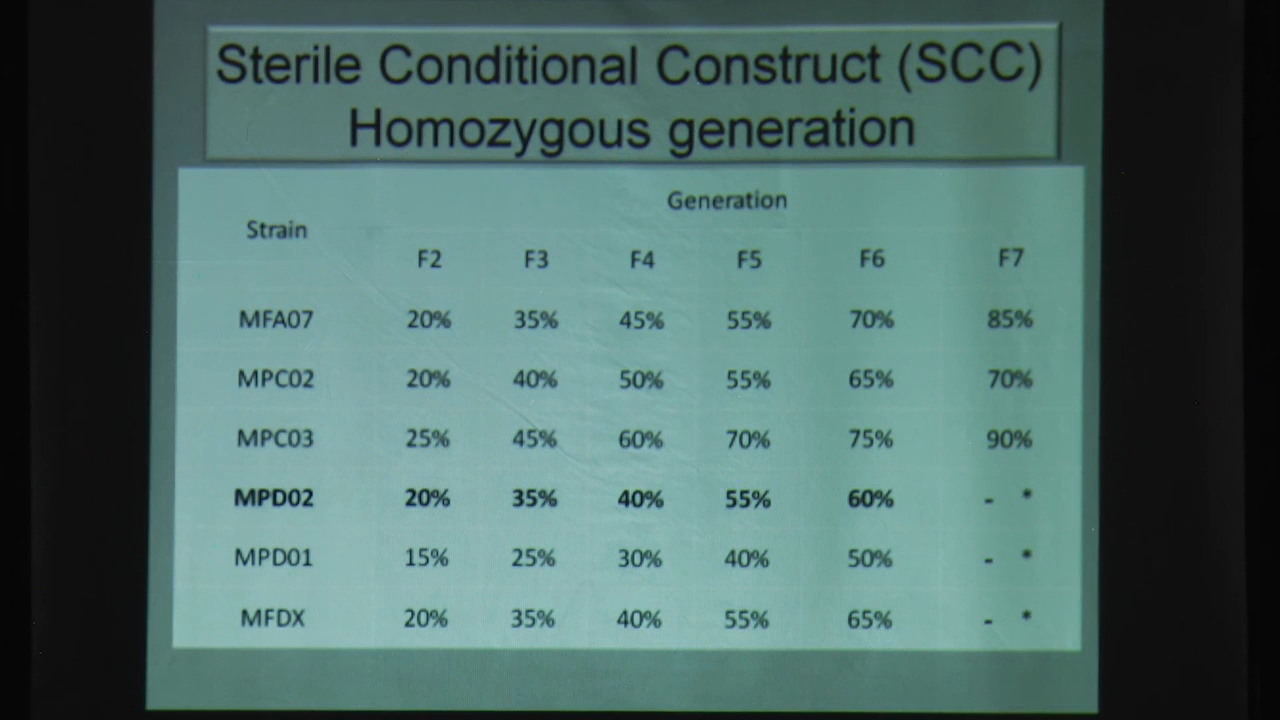 Sterile Conditional Construct (SCC)
Homozygous generation
Generation
Strain
F2 F3 F4 F5 F6 F7
MFA07 20% 35% 45% 55% 70% 85%
MPC02 20% 40% 50% 55% 65% 70%
MPC03 25% 45% 60% 70% 75% 90%
MPD02 20% 35% 40% 55% 60% - *
MPD01 15% 25% 30% 40% 50% - *
MFDX 20% 35% 40% 55% 65% - *